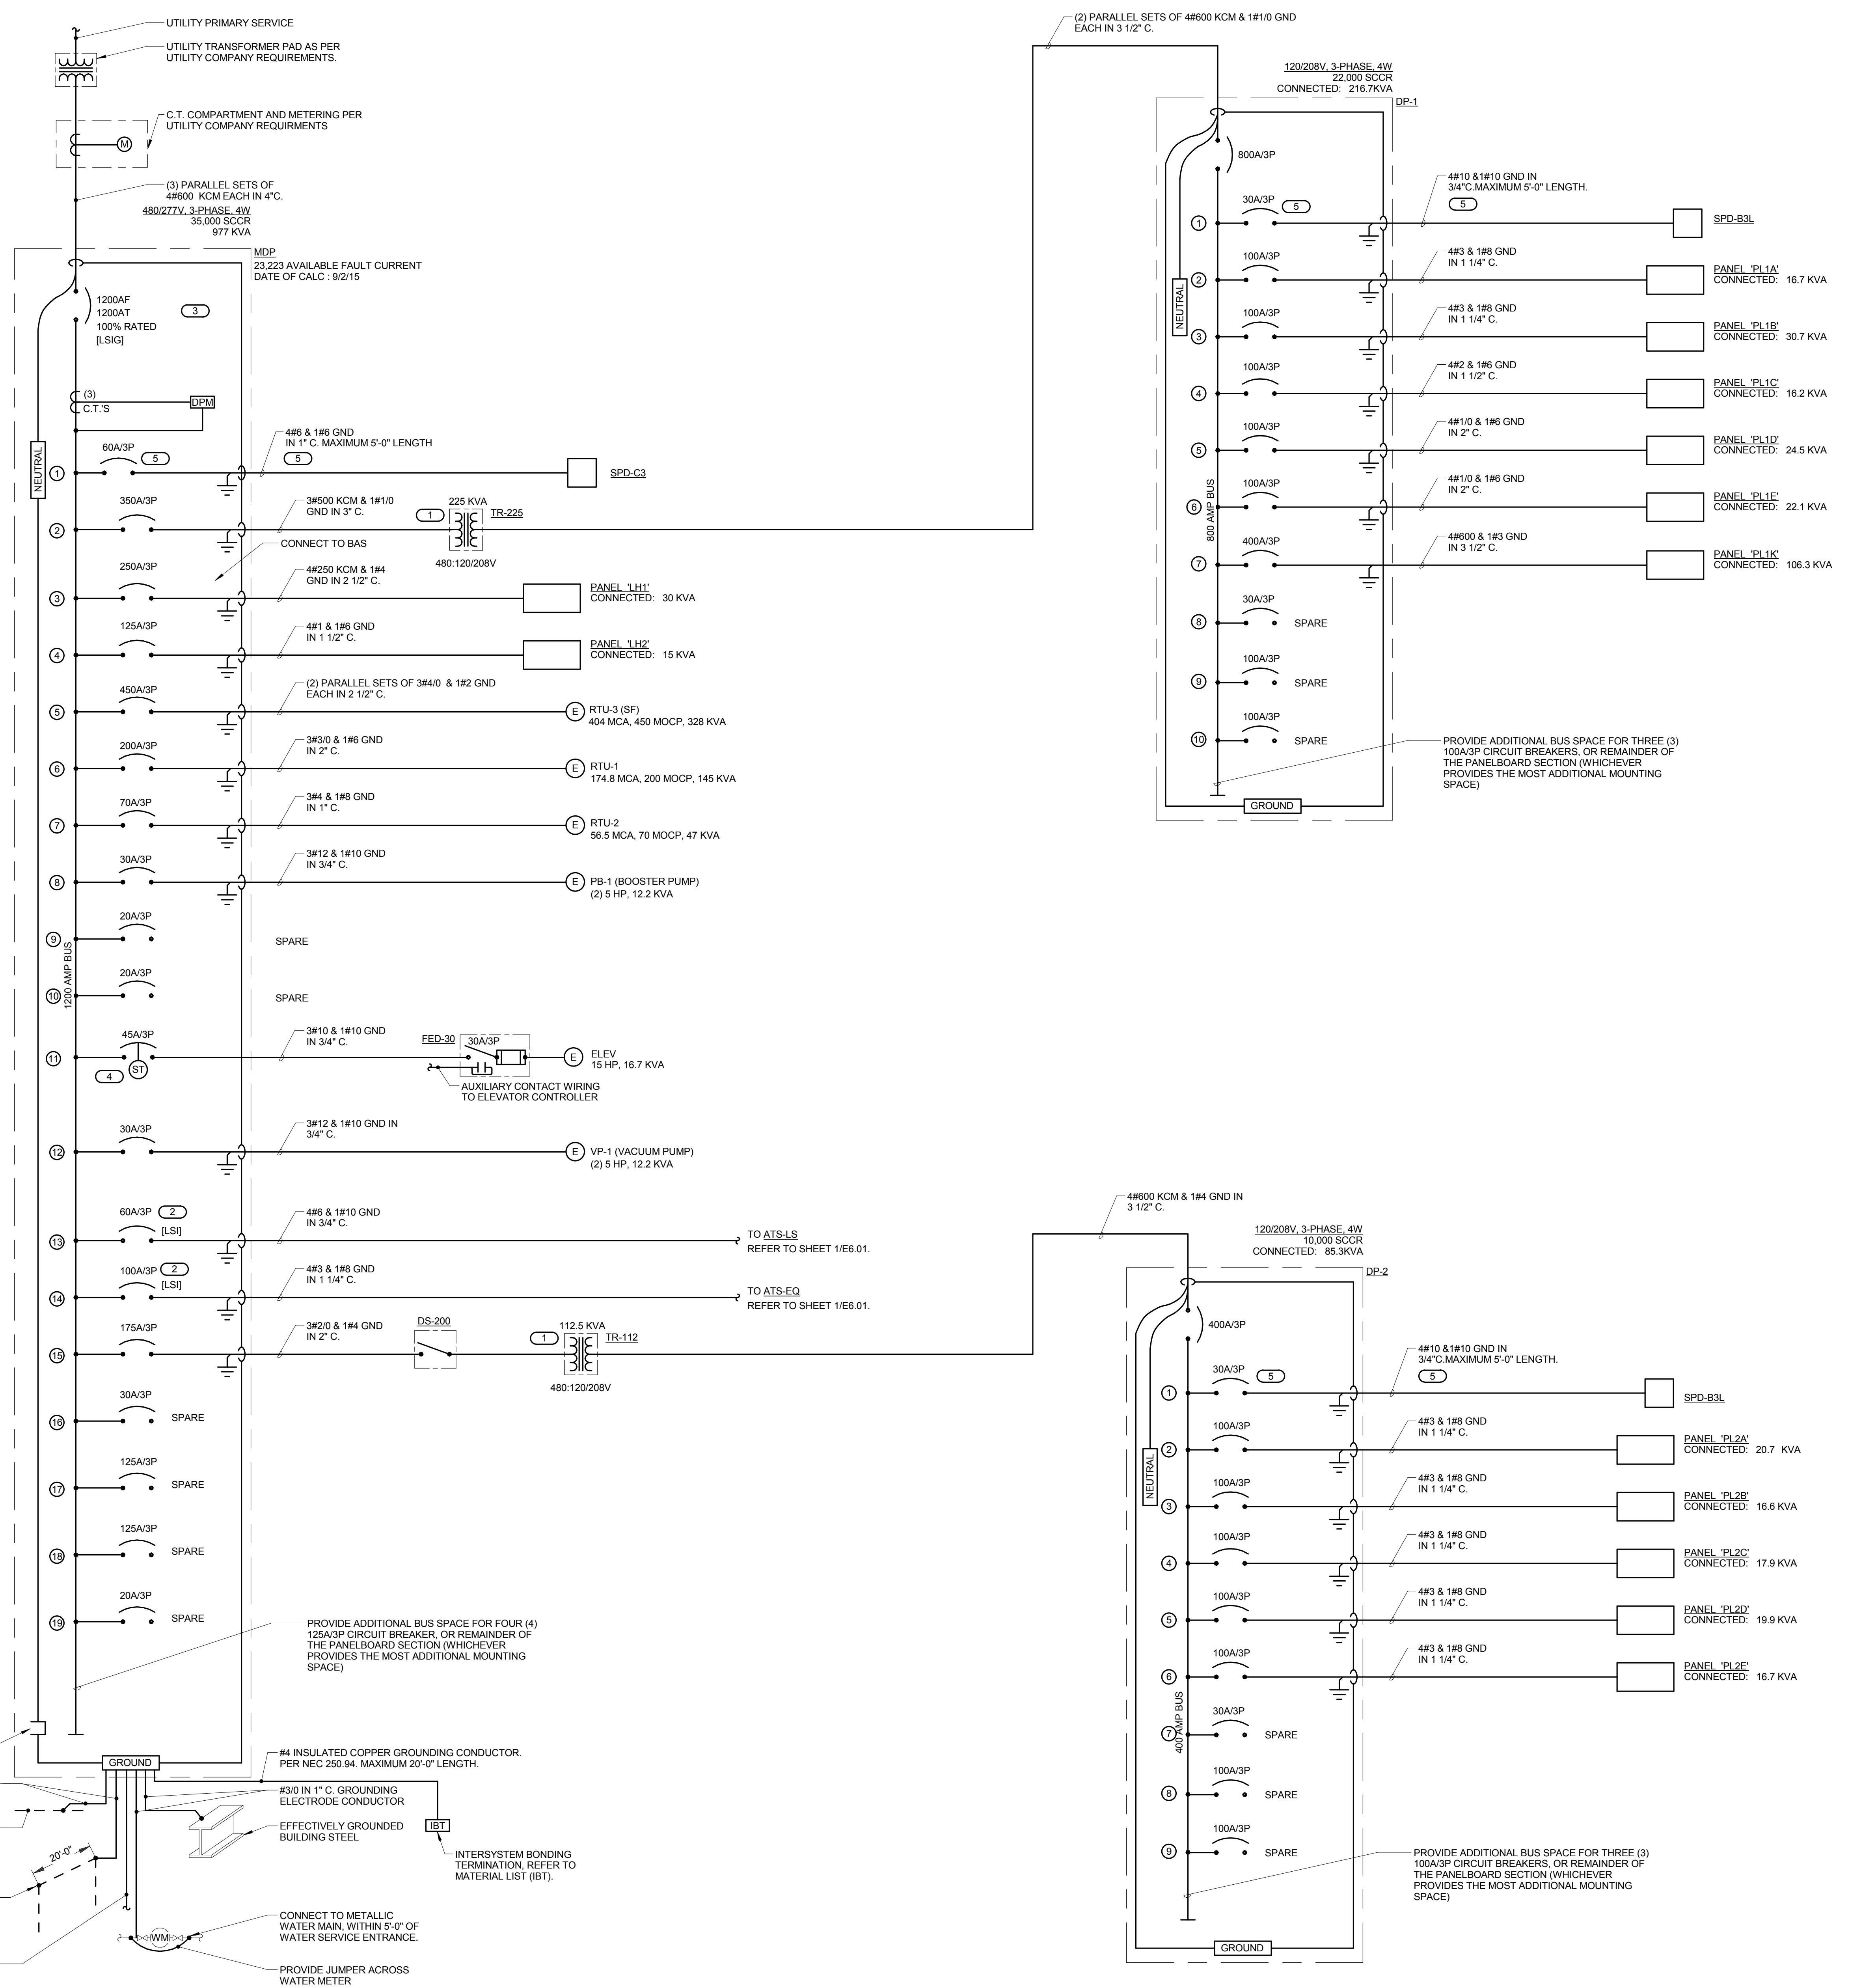 UTILITY PRIMARY SERVICE
UTILITY TRANSFORMER PAD AS PER
UTILITY COMPANY REQUIREMENTS.
C.T. COMPARTMENT AND METERING PER
UTILITY COMPANY REQUIRMENTS
M
(3) PARALLEL SETS OF
4#600 KCM EACH IN 4"C.
480/277V, 3-PHASE, 4W
35,000 SCCR
977 KVA
MDP
23,223 AVAILABLE FAULT CURRENT
DATE OF CALC : 9/2/15
1200AF
1200AT
100% RATED
[LSIG]
3
(3)
C.T.'S
DPM
NEUTRAL
1200 AMP BUS
1
60A/3P
5
4#6 & 1#6 GND
IN 1" C. MAXIMUM 5'-0" LENGTH
5
SPD-C3
2
350A/3P
3#500 KCM & 1#1/0
GND IN 3" C.
1
225 KVA
TR-225
480:120/208V
CONNECT TO BAS
3
250A/3P
4#250 KCM & 1#4
GND IN 2 1/2" C.
PANEL 'LH1'
CONNECTED: 30 KVA
4
125A/3P
4#1 & 1#6 GND
IN 1 1/2" C.
PANEL 'LH2'
CONNECTED: 15 KVA
5
450A/3P
(2) PARALLEL SETS OF 3#4/0 & 1#2 GND
EACH IN 2 1/2" C.
E
RTU-3 (SF)
404 MCA, 450 MOCP, 328 KVA
6
200A/3P
3#3/0 & 1#6 GND
IN 2" C.
E
RTU-1
174.8 MCA, 200 MOCP, 145 KVA
7
70A/3P
3#4 & 1#8 GND
IN 1" C.
E
RTU-2
56.5 MCA, 70 MOCP, 47 KVA
8
30A/3P
3#12 & 1#10 GND
IN 3/4" C.
E
PB-1 (BOOSTER PUMP)
(2) 5 HP, 12.2 KVA
9
20A/3P
SPARE
10
20A/3P
SPARE
11
45A/3P
ST
4
3#10 & 1#10 GND
IN 3/4" C.
FED-30
30A/3P
E
ELEV
15 HP, 16.7 KVA
AUXILIARY CONTACT WIRING
TO ELEVATOR CONTROLLER
12
30A/3P
3#12 & 1#10 GND IN
3/4" C.
E
VP-1 (VACUUM PUMP)
(2) 5 HP, 12.2 KVA
13
60A/3P
2
[LSI]
4#6 & 1#10 GND
IN 3/4" C.
TO ATS-LS
REFER TO SHEET 1/E6.01.
14
100A/3P
2
[LSI]
4#3 & 1#8 GND
IN 1 1/4" C.
TO ATS-EQ
REFER TO SHEET 1/E6.01.
15
175A/3P
3#2/0 & 1#4 GND
IN 2" C.
DS-200
1
112.5 KVA
TR-112
480:120/208V
16
30A/3P
SPARE
17
125A/3P
SPARE
18
125A/3P
SPARE
19
20A/3P
SPARE
PROVIDE ADDITIONAL BUS SPACE FOR FOUR (4)
125A/3P CIRCUIT BREAKER, OR REMAINDER OF
THE PANELBOARD SECTION (WHICHEVER
PROVIDES THE MOST ADDITIONAL MOUNTING
SPACE)
GROUND
#4 INSULATED COPPER GROUNDING CONDUCTOR.
PER NEC 250.94. MAXIMUM 20'-0" LENGTH.
#3/0 IN 1" C. GROUNDING
ELECTRODE CONDUCTOR
EFFECTIVELY GROUNDED
BUILDING STEEL
IBT
INTERSYSTEM BONDING
TERMINATION, REFER TO
MATERIAL LIST (IBT).
20'-0"
WM
CONNECT TO METALLIC
WATER MAIN, WITHIN 5'-0" OF
WATER SERVICE ENTRANCE.
PROVIDE JUMPER ACROSS
WATER METER
(2) PARALLEL SETS OF 4#600 KCM & 1#1/0 GND
EACH IN 3 1/2" C.
120/208V, 3-PHASE, 4W
22,000 SCCR
CONNECTED: 216.7KVA
DP-1
800A/3P
NEUTRAL
800 AMP BUS
1
30A/3P
5
4#10 &1#10 GND IN
3/4"C.MAXIMUM 5'-0" LENGTH.
5
SPD-B3L
2
100A/3P
4#3 & 1#8 GND
IN 1 1/4" C.
PANEL 'PL1A'
CONNECTED: 16.7 KVA
3
100A/3P
4#3 & 1#8 GND
IN 1 1/4" C.
PANEL 'PL1B'
CONNECTED: 30.7 KVA
4
100A/3P
4#2 & 1#6 GND
IN 1 1/2" C.
PANEL 'PL1C'
CONNECTED: 16.2 KVA
5
100A/3P
4#1/0 & 1#6 GND
IN 2" C.
PANEL 'PL1D'
CONNECTED: 24.5 KVA
6
100A/3P
4#1/0 & 1#6 GND
IN 2" C.
PANEL 'PL1E'
CONNECTED: 22.1 KVA
7
400A/3P
4#600 & 1#3 GND
IN 3 1/2" C.
PANEL 'PL1K'
CONNECTED: 106.3 KVA
8
30A/3P
SPARE
9
100A/3P
SPARE
10
100A/3P
SPARE
PROVIDE ADDITIONAL BUS SPACE FOR THREE (3)
100A/3P CIRCUIT BREAKERS, OR REMAINDER OF
THE PANELBOARD SECTION (WHICHEVER
PROVIDES THE MOST ADDITIONAL MOUNTING
SPACE)
GROUND
4#600 KCM & 1#4 GND IN
3 1/2" C.
120/208V, 3-PHASE, 4W
10,000 SCCR
CONNECTED: 85.3KVA
DP-2
400A/3P
NEUTRAL
400 AMP BUS
1
30A/3P
5
4#10 &1#10 GND IN
3/4"C.MAXIMUM 5'-0" LENGTH.
5
SPD-B3L
2
100A/3P
4#3 & 1#8 GND
IN 1 1/4" C.
PANEL 'PL2A'
CONNECTED: 20.7 KVA
3
100A/3P
4#3 & 1#8 GND
IN 1 1/4" C.
PANEL 'PL2B'
CONNECTED: 16.6 KVA
4
100A/3P
4#3 & 1#8 GND
IN 1 1/4" C.
PANEL 'PL2C'
CONNECTED: 17.9 KVA
5
100A/3P
4#3 & 1#8 GND
IN 1 1/4" C.
PANEL 'PL2D'
CONNECTED: 19.9 KVA
6
100A/3P
4#3 & 1#8 GND
IN 1 1/4" C.
PANEL 'PL2E'
CONNECTED: 16.7 KVA
7
30A/3P
SPARE
8
100A/3P
SPARE
9
100A/3P
SPARE
PROVIDE ADDITIONAL BUS SPACE FOR THREE (3)
100A/3P CIRCUIT BREAKERS, OR REMAINDER OF
THE PANELBOARD SECTION (WHICHEVER
PROVIDES THE MOST ADDITIONAL MOUNTING
SPACE)
GROUND